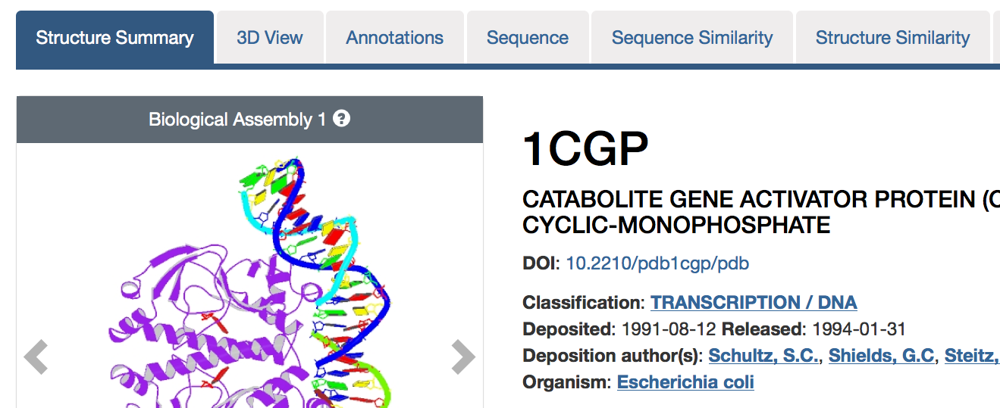 Structure Summary 3D View Annotations Sequence Sequence Similarity Structure Similarity
Biological Assembly 1 ?
1CGP
CATABOLITE GENE ACTIVATOR PROTEIN (
CYCLIC-MONOPHOSPHATE
DOI: 10.2210/pdb1cgp/pdb
Classification: TRANSCRIPTION / DNA
Deposited: 1991-08-12 Released: 1994-01-31
Deposition author(s): Schultz, S.C., Shields, G.C, Steitz,
Organism: Escherichia coli